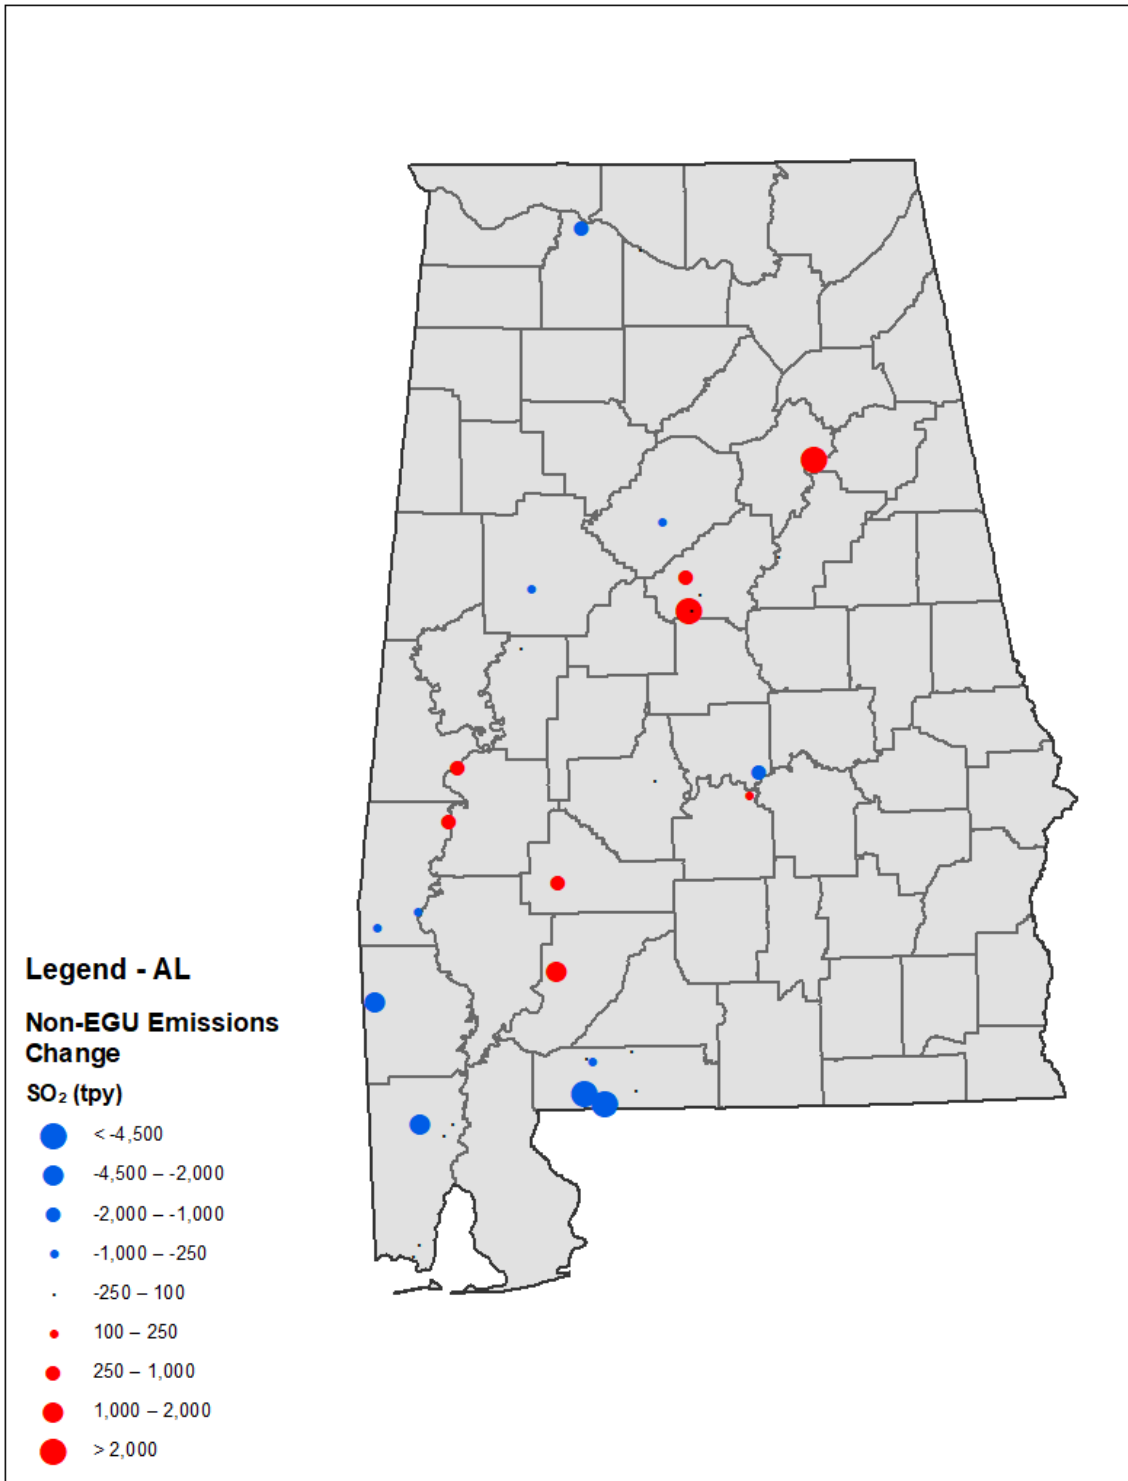 Legend - AL
Non-EGU Emissions
Change
SO₂ (tpy)
< -4,500
-4,500 – -2,000
-2,000 – -1,000
-1,000 – -250
-250 – 100
100 – 250
250 – 1,000
1,000 – 2,000
> 2,000